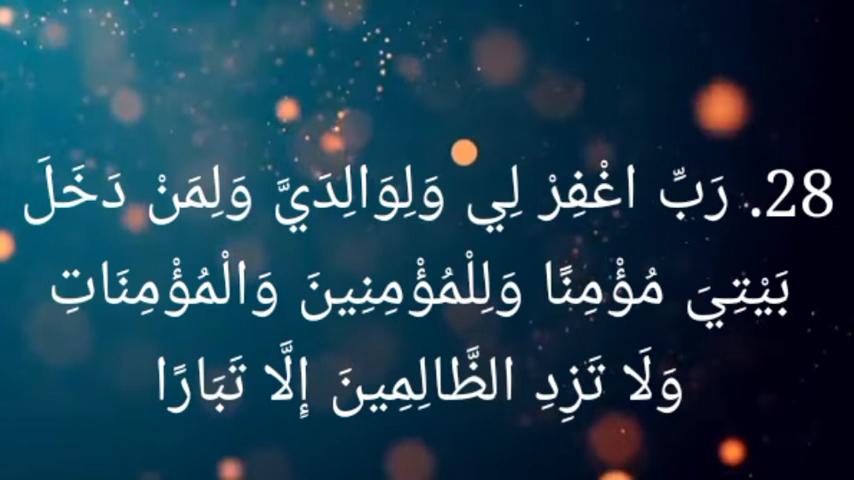 28. رَبِّ اغْفِرْ لِي وَلِوَالِدَيَّ وَلِمَنْ دَخَلَ
بَيْتِيَ مُؤْمِنًا وَلِلْمُؤْمِنِينَ وَالْمُؤْمِنَاتِ
وَلَا تَزِدِ الظَّالِمِينَ إِلَّا تَبَارًا